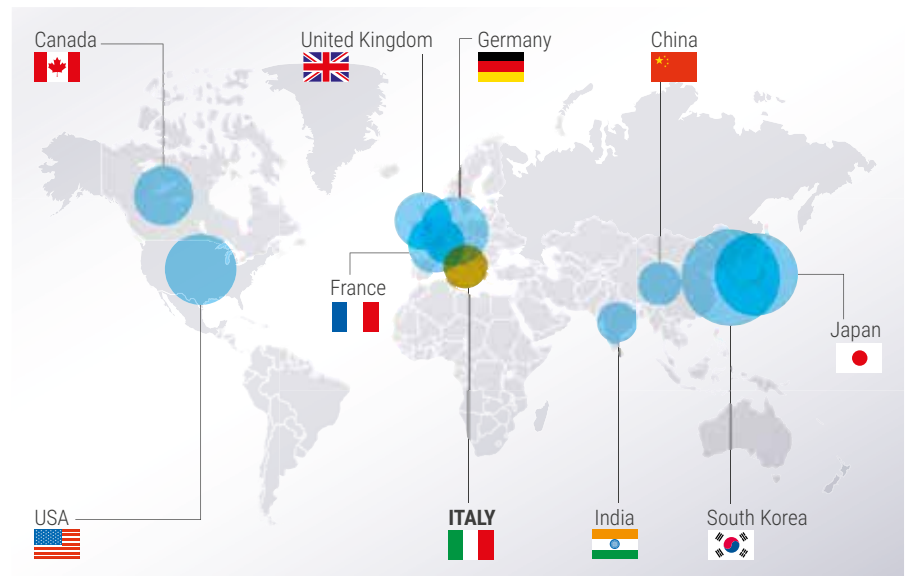 Canada
United Kingdom
Germany
China
France
Japan
USA
ITALY
India
South Korea